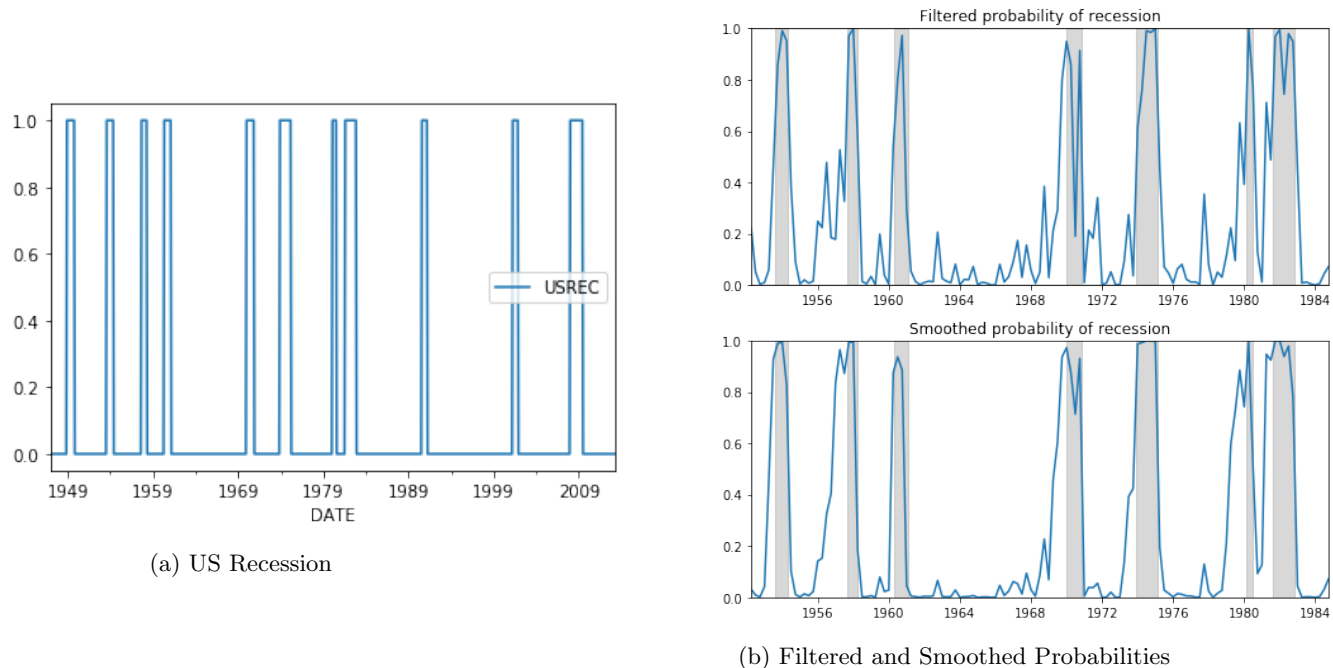 1.0
0.8
0.6
0.4
0.2
0.0
USREC
1949 1959 1969 1979 1989 1999 2009
DATE
(a) US Recession
Filtered probability of recession
1.0
0.8
0.6
0.4
0.2
0.0
1956 1960 1964 1968 1972 1976 1980 1984
Smoothed probability of recession
1.0
0.8
0.6
0.4
0.2
0.0
1956 1960 1964 1968 1972 1976 1980 1984
(b) Filtered and Smoothed Probabilities